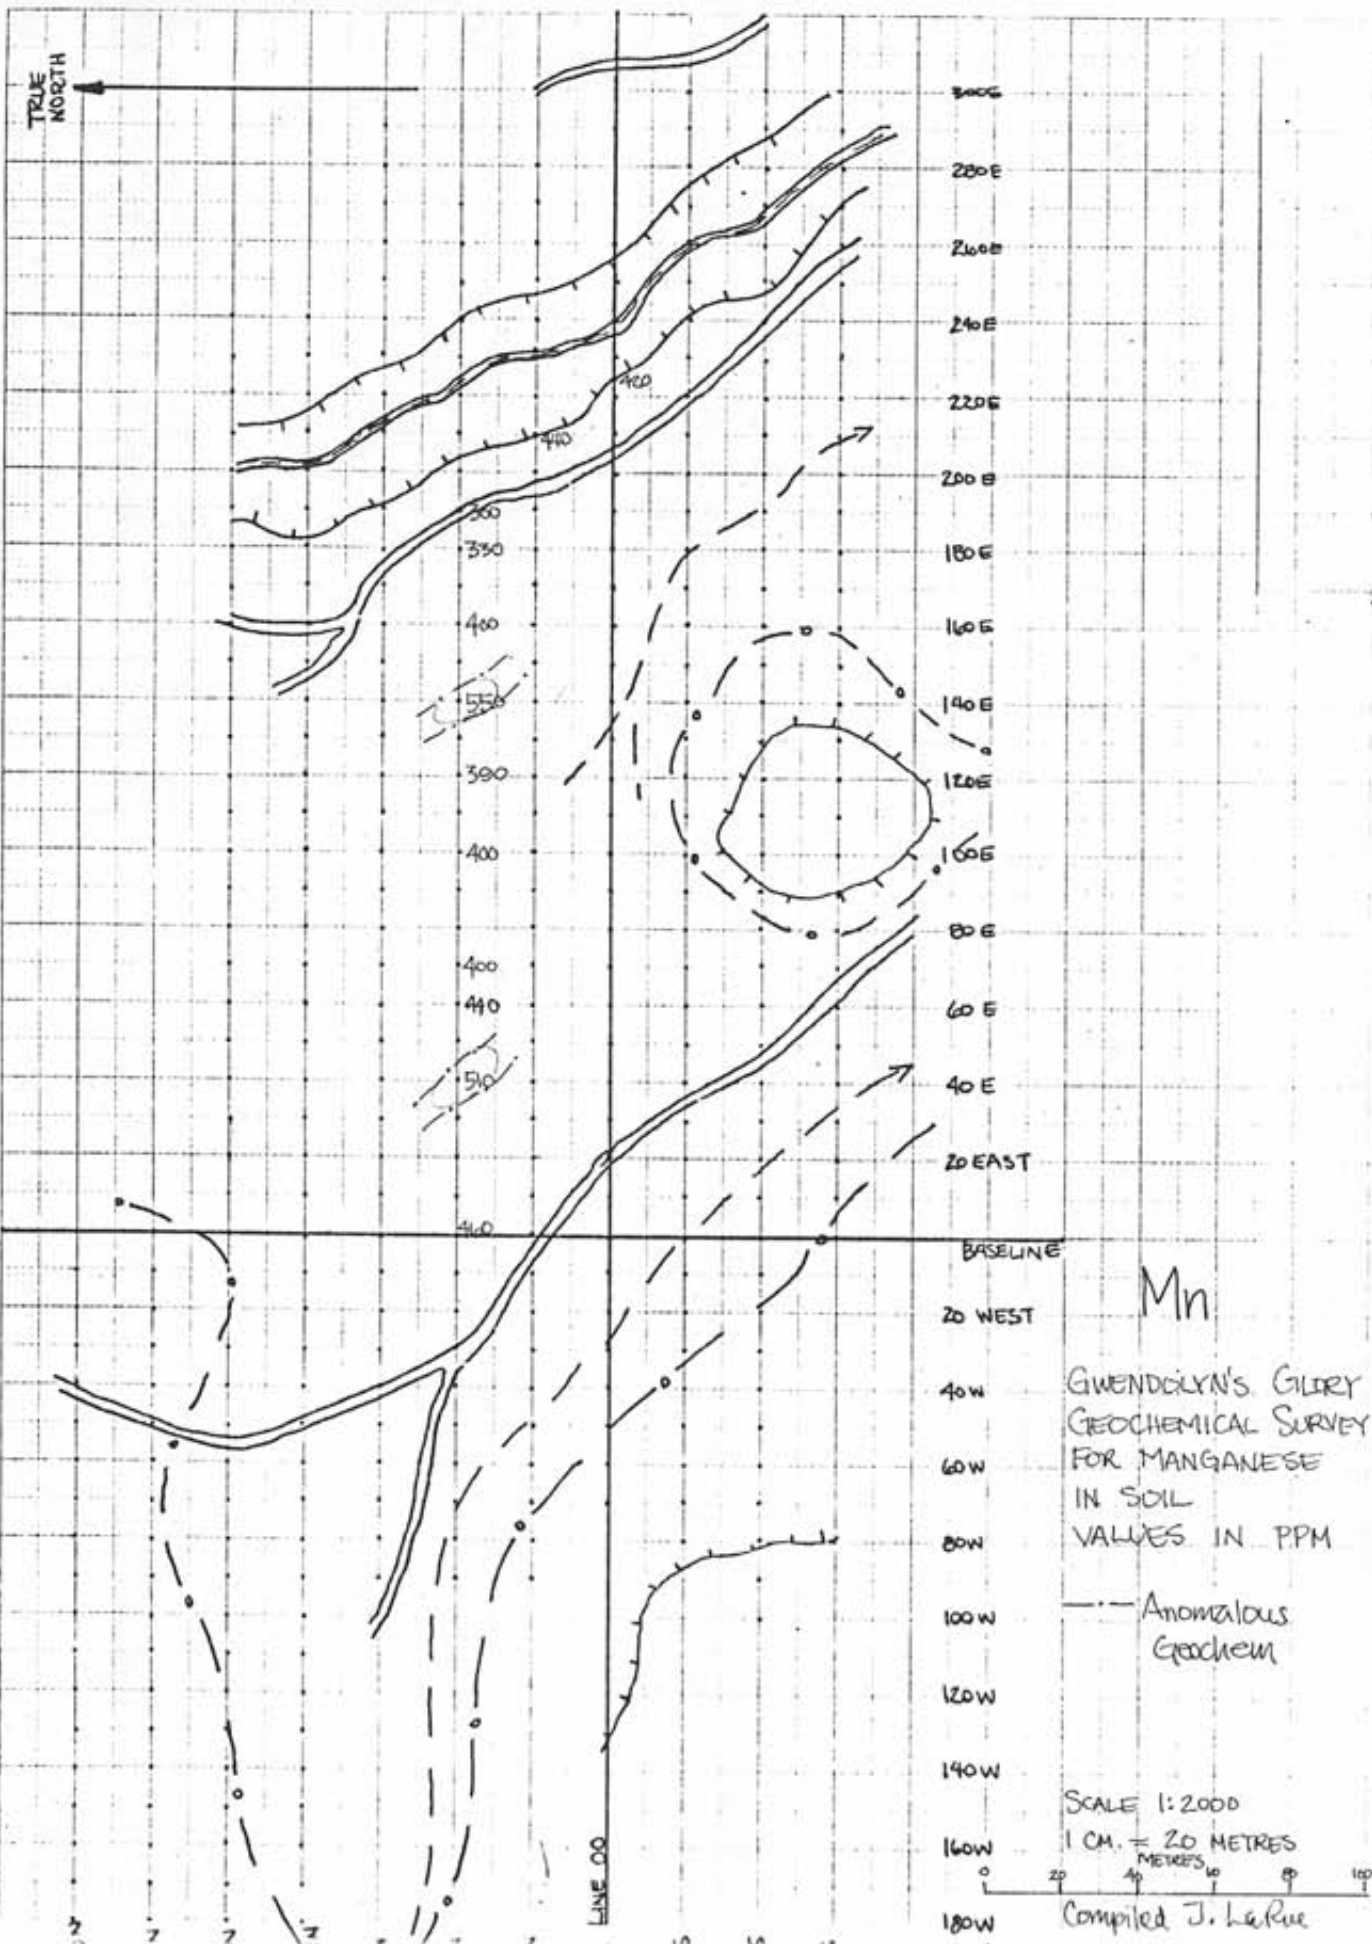 TRUE
NORTH
300E
280E
260E
240E
420
220E
440
200E
360
330
180E
460
160E
550
140E
390
120E
400
100E
80E
400
440
60E
510
40E
20 EAST
460
BASELINE
Mn
20 WEST
40W
GWENDOLYN'S GLORY
GEOCHEMICAL SURVEY
FOR MANGANESE
IN SOIL
VALUES IN PPM
60W
80W
100W
Anomalous
Geochem
120W
140W
SCALE 1:2000
1 CM. = 20 METRES
METRES
160W
0 20 40 60 80 100
LINE 00
180W
Compiled J. LaRue